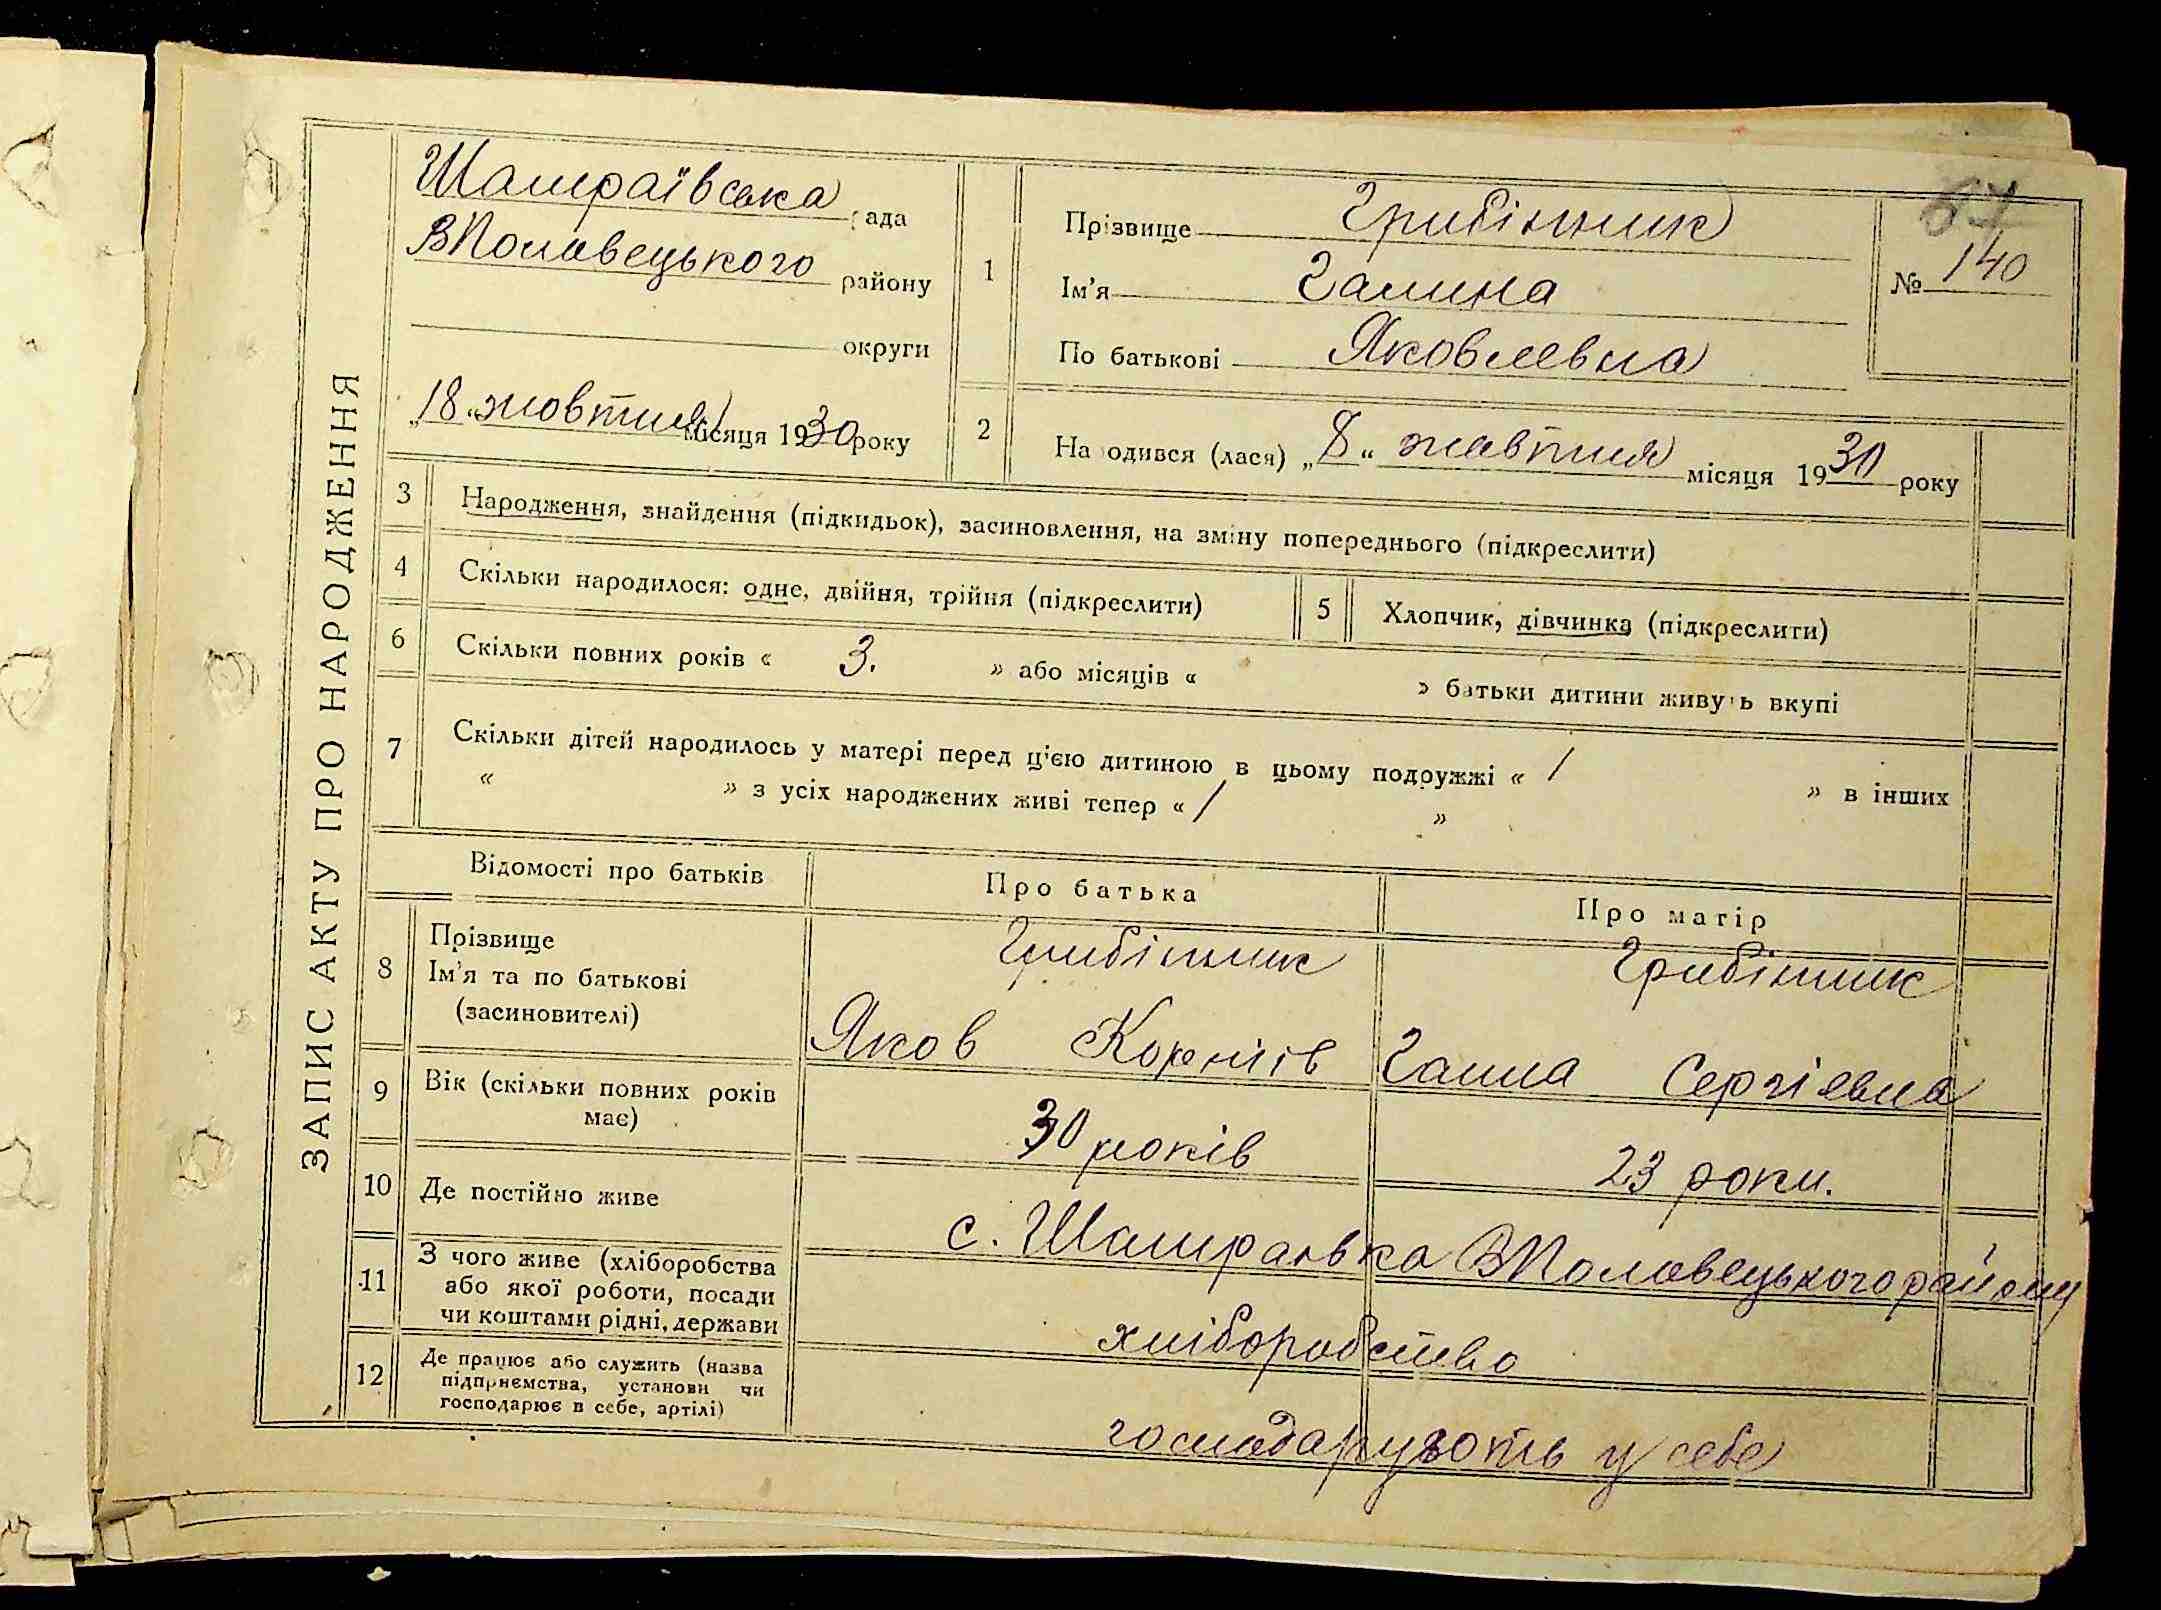 ЗАПИС АКТУ ПРО НАРОДЖЕННЯ
Шамраївська рада
ВПоловецького району
округи
„18“ жовтня місяця 1930 року
1
Прізвище Грибінник
Ім'я Галина
По батькові Яковлевна
67
№ 140
2
Народився (лася) „8“ жовтня місяця 1930 року
3 Народження, знайдення (підкидьок), засиновлення, на зміну попереднього (підкреслити)
4 Скільки народилося: одне, двійня, трійня (підкреслити)
5 Хлопчик, дівчинка (підкреслити)
6 Скільки повних років « 3. » або місяців « » батьки дитини живуть вкупі
7 Скільки дітей народилось у матері перед ц'єю дитиною в цьому подружжі « 1 » в інших
« » з усіх народжених живі тепер « 1 »
Відомості про батьків Про батька Про матір
8 Прізвище
Ім'я та по батькові
(засиновителі)
Грибінник
Яков Корніїв
Грибінник
Ганна Сергіевна
9 Вік (скільки повних років
має)
30 років
23 роки.
10 Де постійно живе
с. Шамраївка ВПоловецького району
11 З чого живе (хліборобства
або якої роботи, посади
чи коштами рідні, держави
хліборобство
12 Де працює або служить (назва
підприємства, установи чи
господарює в себе, артілі)
господарують у себе